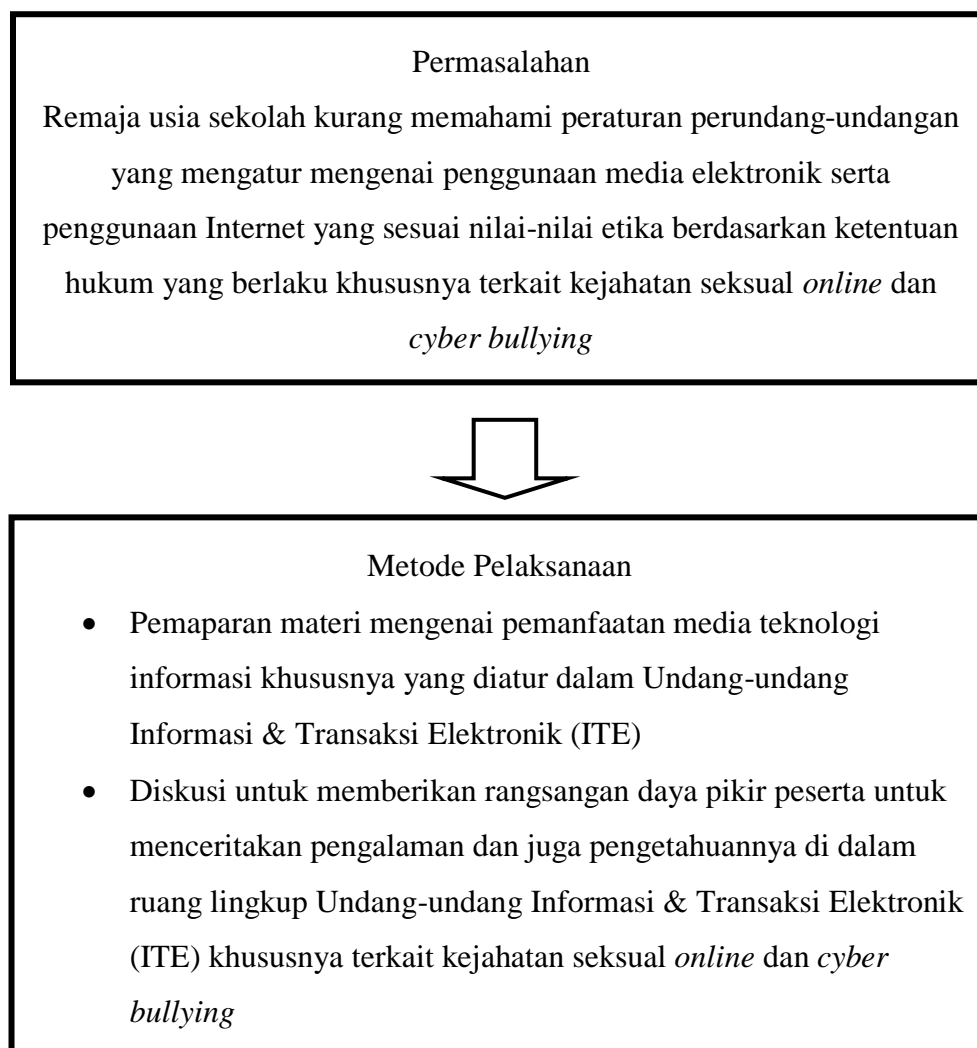 Permasalahan
Remaja usia sekolah kurang memahami peraturan perundang-undangan
yang mengatur mengenai penggunaan media elektronik serta
penggunaan Internet yang sesuai nilai-nilai etika berdasarkan ketentuan
hukum yang berlaku khususnya terkait kejahatan seksual online dan
cyber bullying
Metode Pelaksanaan
• Pemaparan materi mengenai pemanfaatan media teknologi
informasi khususnya yang diatur dalam Undang-undang
Informasi & Transaksi Elektronik (ITE)
• Diskusi untuk memberikan rangsangan daya pikir peserta untuk
menceritakan pengalaman dan juga pengetahuannya di dalam
ruang lingkup Undang-undang Informasi & Transaksi Elektronik
(ITE) khususnya terkait kejahatan seksual online dan cyber
bullying